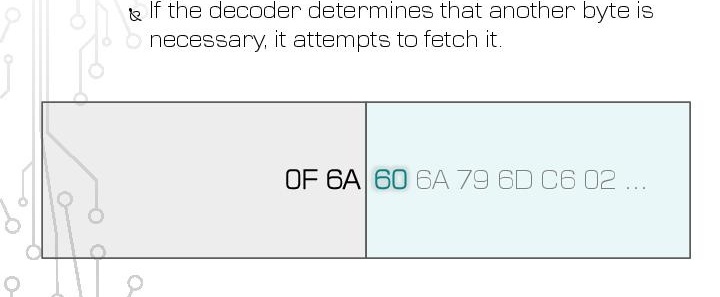 If the decoder determines that another byte is
necessary, it attempts to fetch it.
0F 6A 60 6A 79 6D C6 02 ...